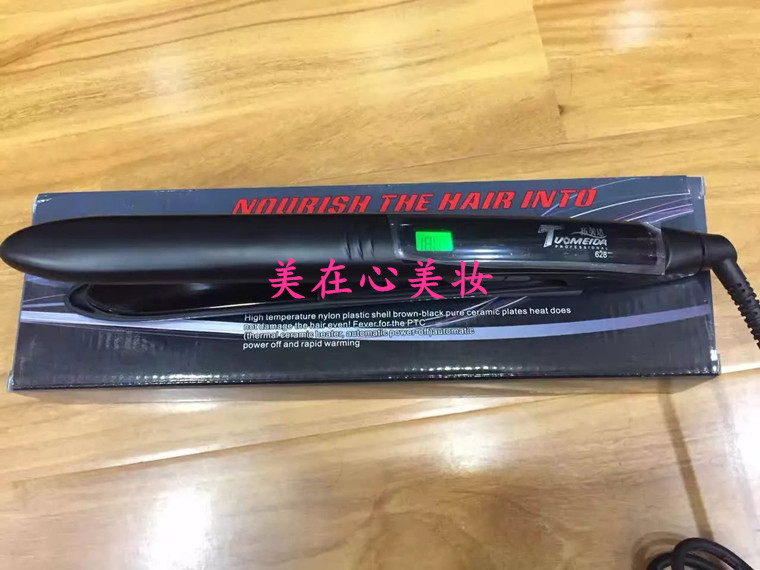 NOURISH THE HAIR INTO
180
TUOMEIDA
PROFESSIONAL
628
美在心美妆
High temperature nylon plastic shell brown-black pure ceramic plates heat does
not damage the hair even! Fever for the PTC
(thermal ceramic heater, automatic power off/automatic
power off and rapid warming